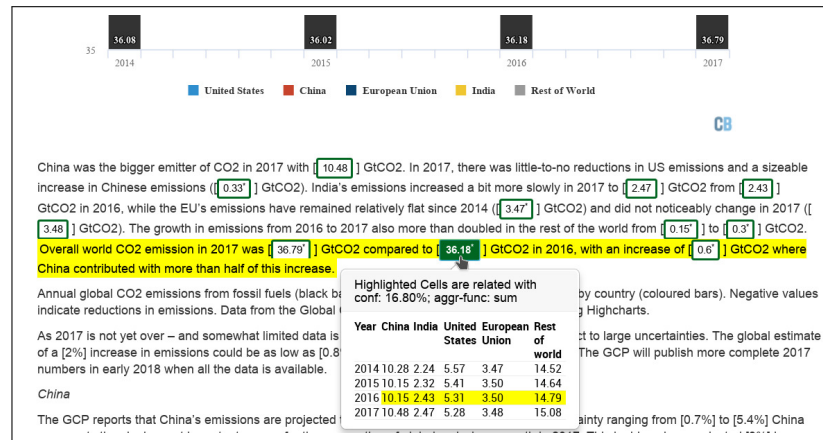 36.08 36.02 36.18 36.79
35
2014 2015 2016 2017
United States China European Union India Rest of World
CB
China was the bigger emitter of CO2 in 2017 with [ 10.48 ] GtCO2. In 2017, there was little-to-no reductions in US emissions and a sizeable
increase in Chinese emissions ([ 0.33* ] GtCO2). India's emissions increased a bit more slowly in 2017 to [ 2.47 ] GtCO2 from [ 2.43 ]
GtCO2 in 2016, while the EU's emissions have remained relatively flat since 2014 ([ 3.47* ] GtCO2) and did not noticeably change in 2017 ([
3.48 ] GtCO2). The growth in emissions from 2016 to 2017 also more than doubled in the rest of the world from [ 0.15* ] to [ 0.3* ] GtCO2.
Overall world CO2 emission in 2017 was [ 36.79* ] GtCO2 compared to [ 36.18* ] GtCO2 in 2016, with an increase of [ 0.6* ] GtCO2 where
China contributed with more than half of this increase.
Highlighted Cells are related with
conf: 16.80%; aggr-func: sum
Year China India United States European Union Rest of world
2014 10.28 2.24 5.57 3.47 14.52
2015 10.15 2.32 5.41 3.50 14.64
2016 10.15 2.43 5.31 3.50 14.79
2017 10.48 2.47 5.28 3.48 15.08
Annual global CO2 emissions from fossil fuels (black ba by country (coloured bars). Negative values
indicate reductions in emissions. Data from the Global g Highcharts.
As 2017 is not yet over – and somewhat limited data is ct to large uncertainties. The global estimate
of a [2%] increase in emissions could be as low as [0.8 The GCP will publish more complete 2017
numbers in early 2018 when all the data is available.
China
The GCP reports that China's emissions are projected ainty ranging from [0.7%] to [5.4%] China